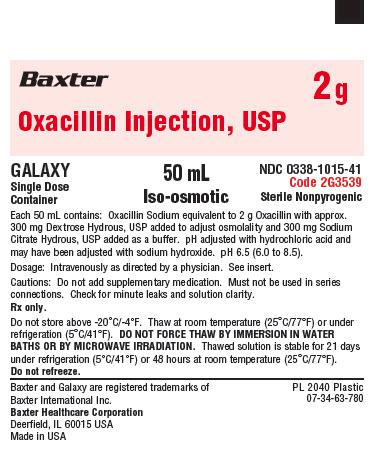 Baxter
2 g
Oxacillin Injection, USP
GALAXY
Single Dose
Container
50 mL
Iso-osmotic
NDC 0338-1015-41
Code 2G3539
Sterile Nonpyrogenic
Each 50 mL contains: Oxacillin Sodium equivalent to 2 g Oxacillin with approx.
300 mg Dextrose Hydrous, USP added to adjust osmolality and 300 mg Sodium
Citrate Hydrous, USP added as a buffer. pH adjusted with hydrochloric acid and
may have been adjusted with sodium hydroxide. pH 6.5 (6.0 to 8.5).
Dosage: Intravenously as directed by a physician. See insert.
Cautions: Do not add supplementary medication. Must not be used in series
connections. Check for minute leaks and solution clarity.
Rx only.
Do not store above -20°C/-4°F. Thaw at room temperature (25°C/77°F) or under
refrigeration (5°C/41°F). DO NOT FORCE THAW BY IMMERSION IN WATER
BATHS OR BY MICROWAVE IRRADIATION. Thawed solution is stable for 21 days
under refrigeration (5°C/41°F) or 48 hours at room temperature (25°C/77°F).
Do not refreeze.
Baxter and Galaxy are registered trademarks of
Baxter International Inc.
Baxter Healthcare Corporation
Deerfield, IL 60015 USA
Made in USA
PL 2040 Plastic
07-34-63-780